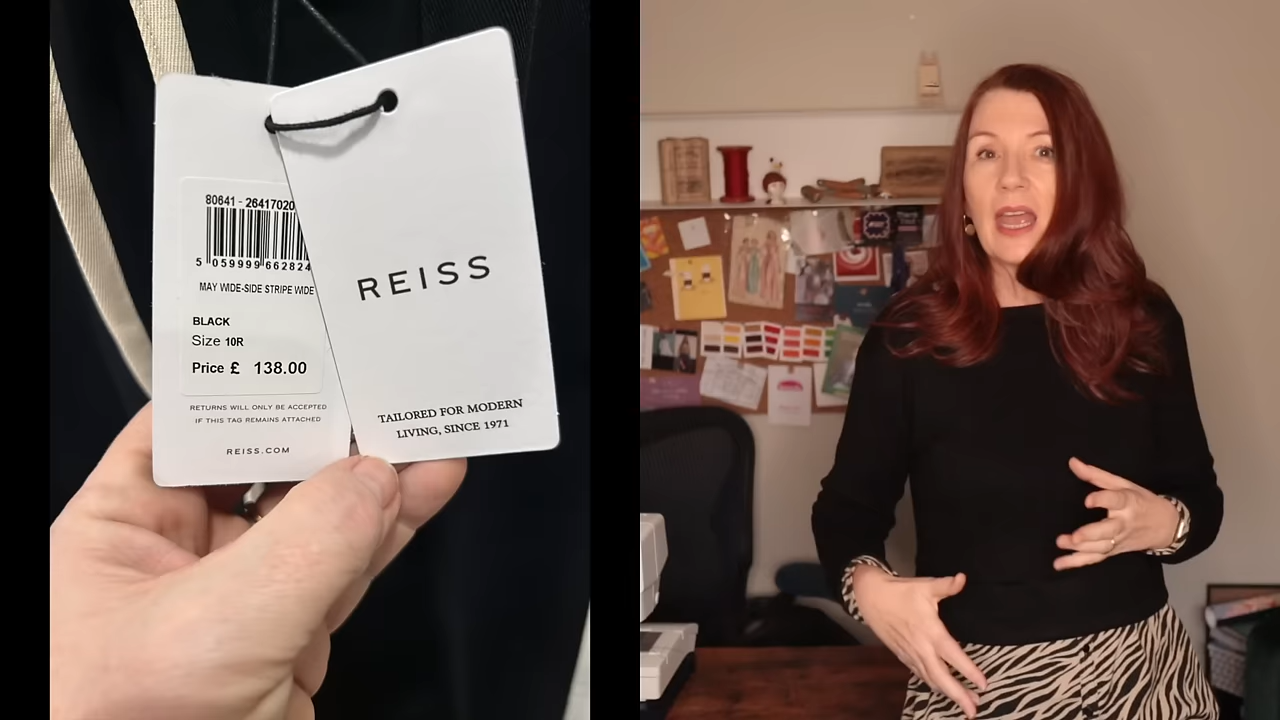 80641 - 26417020
5 059999 662824
MAY WIDE-SIDE STRIPE WIDE
BLACK
Size 10R
Price £ 138.00
RETURNS WILL ONLY BE ACCEPTED
IF THIS TAG REMAINS ATTACHED
REISS.COM
REISS
TAILORED FOR MODERN
LIVING, SINCE 1971